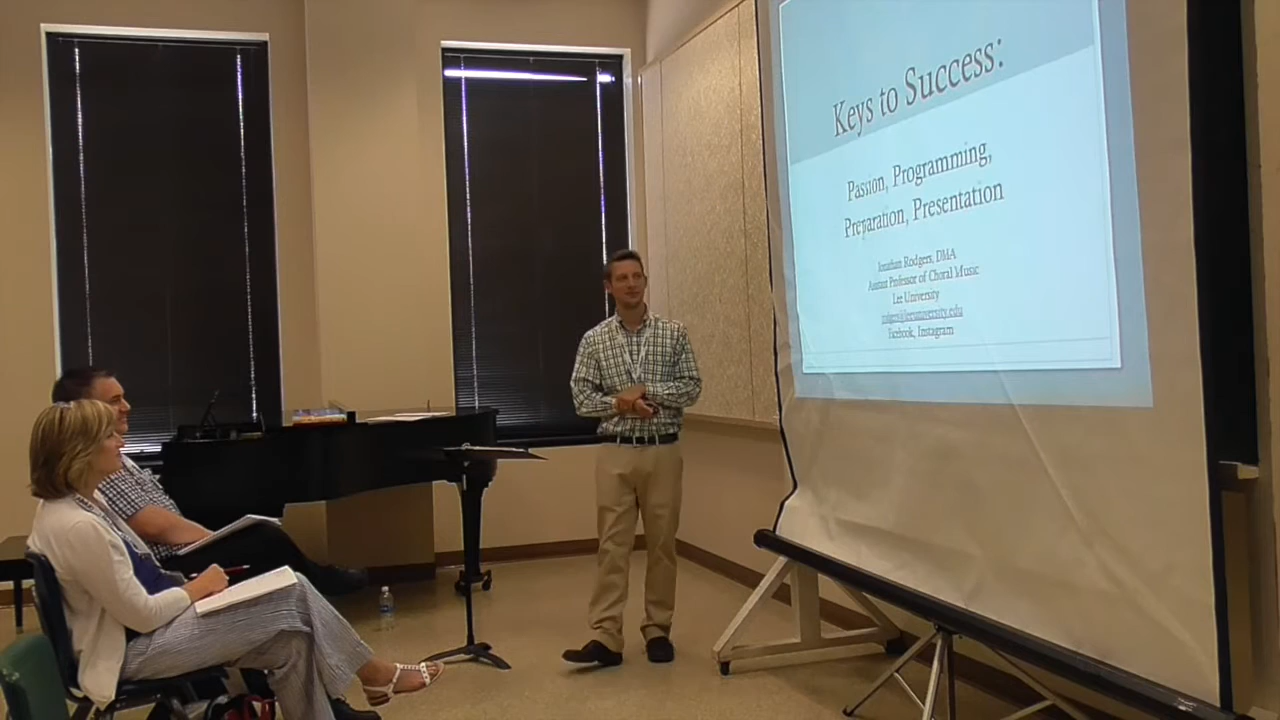 Keys to Success:
Passion, Programming,
Preparation, Presentation
Jonathan Rodgers, DMA
Assistant Professor of Choral Music
Lee University
Facebook, Instagram